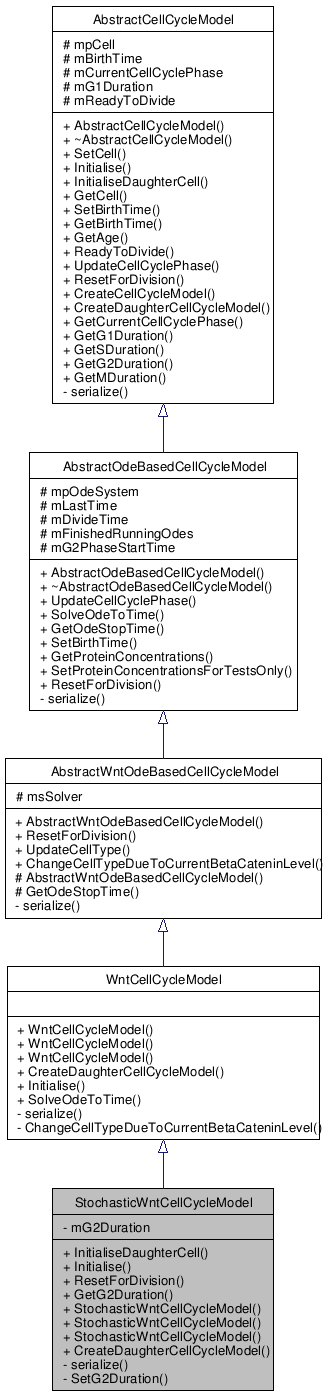 AbstractCellCycleModel
# mpCell
# mBirthTime
# mCurrentCellCyclePhase
# mG1Duration
# mReadyToDivide
+ AbstractCellCycleModel()
+ ~AbstractCellCycleModel()
+ SetCell()
+ Initialise()
+ InitialiseDaughterCell()
+ GetCell()
+ SetBirthTime()
+ GetBirthTime()
+ GetAge()
+ ReadyToDivide()
+ UpdateCellCyclePhase()
+ ResetForDivision()
+ CreateCellCycleModel()
+ CreateDaughterCellCycleModel()
+ GetCurrentCellCyclePhase()
+ GetG1Duration()
+ GetSDuration()
+ GetG2Duration()
+ GetMDuration()
- serialize()
AbstractOdeBasedCellCycleModel
# mpOdeSystem
# mLastTime
# mDivideTime
# mFinishedRunningOdes
# mG2PhaseStartTime
+ AbstractOdeBasedCellCycleModel()
+ ~AbstractOdeBasedCellCycleModel()
+ UpdateCellCyclePhase()
+ SolveOdeToTime()
+ GetOdeStopTime()
+ SetBirthTime()
+ GetProteinConcentrations()
+ SetProteinConcentrationsForTestsOnly()
+ ResetForDivision()
- serialize()
AbstractWntOdeBasedCellCycleModel
# msSolver
+ AbstractWntOdeBasedCellCycleModel()
+ ResetForDivision()
+ UpdateCellType()
+ ChangeCellTypeDueToCurrentBetaCateninLevel()
# AbstractWntOdeBasedCellCycleModel()
# GetOdeStopTime()
- serialize()
WntCellCycleModel
+ WntCellCycleModel()
+ WntCellCycleModel()
+ WntCellCycleModel()
+ CreateDaughterCellCycleModel()
+ Initialise()
+ SolveOdeToTime()
- serialize()
- ChangeCellTypeDueToCurrentBetaCateninLevel()
StochasticWntCellCycleModel
- mG2Duration
+ InitialiseDaughterCell()
+ Initialise()
+ ResetForDivision()
+ GetG2Duration()
+ StochasticWntCellCycleModel()
+ StochasticWntCellCycleModel()
+ StochasticWntCellCycleModel()
+ CreateDaughterCellCycleModel()
- serialize()
- SetG2Duration()